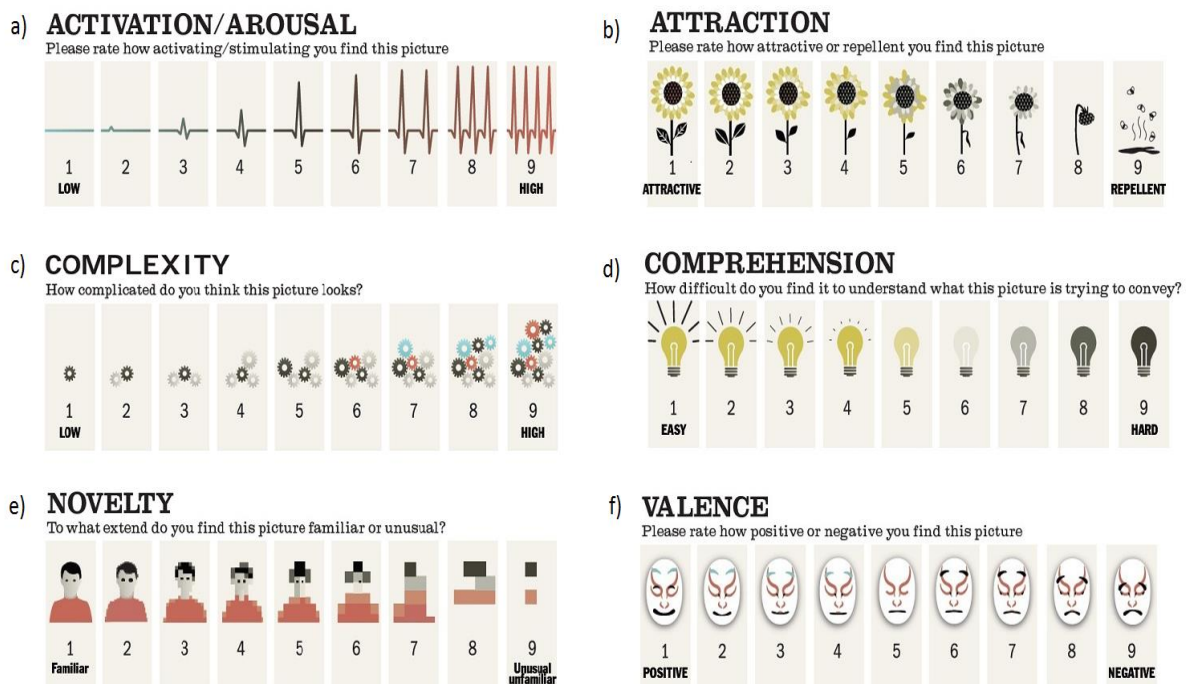 a) ACTIVATION/AROUSAL
Please rate how activating/stimulating you find this picture
1 2 3 4 5 6 7 8 9
LOW HIGH
b) ATTRACTION
Please rate how attractive or repellent you find this picture
1 2 3 4 5 6 7 8 9
ATTRACTIVE REPELLENT
c) COMPLEXITY
How complicated do you think this picture looks?
1 2 3 4 5 6 7 8 9
LOW HIGH
d) COMPREHENSION
How difficult do you find it to understand what this picture is trying to convey?
1 2 3 4 5 6 7 8 9
EASY HARD
e) NOVELTY
To what extend do you find this picture familiar or unusual?
1 2 3 4 5 6 7 8 9
Familiar Unusual
unfamiliar
f) VALENCE
Please rate how positive or negative you find this picture
1 2 3 4 5 6 7 8 9
POSITIVE NEGATIVE